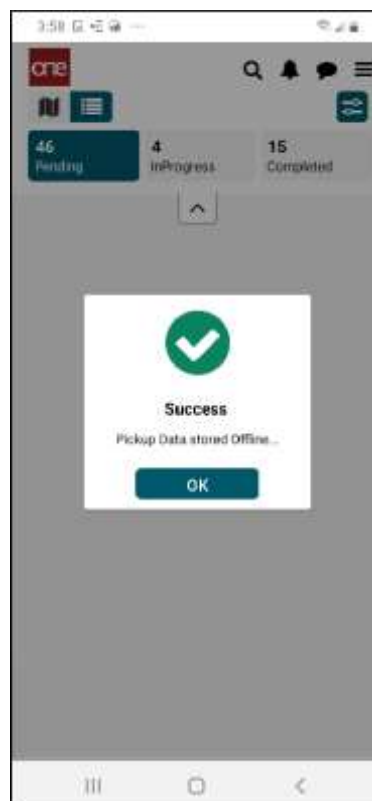 3:58
one
46 4 15
Pending InProgress Completed
Success
Pickup Data stored Offline...
OK